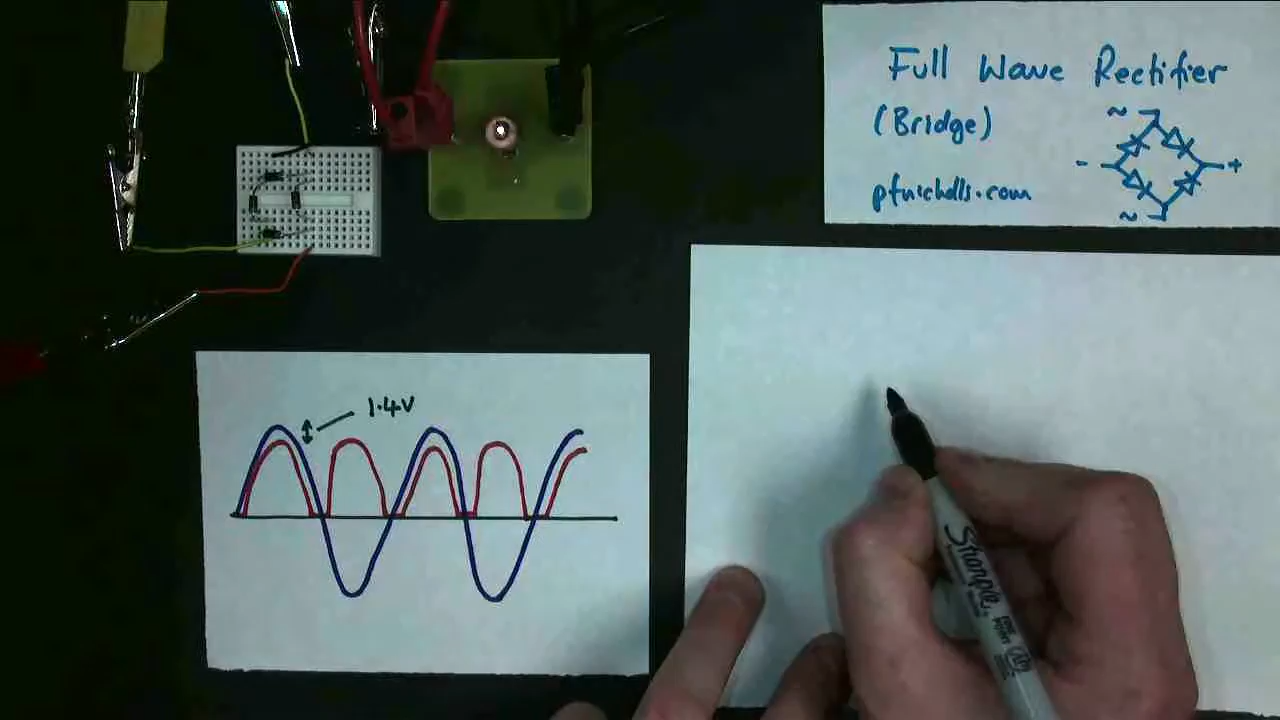 Full Wave Rectifier
(Bridge)
~
- +
pfnicholls.com
~
1.4V
Sharpie